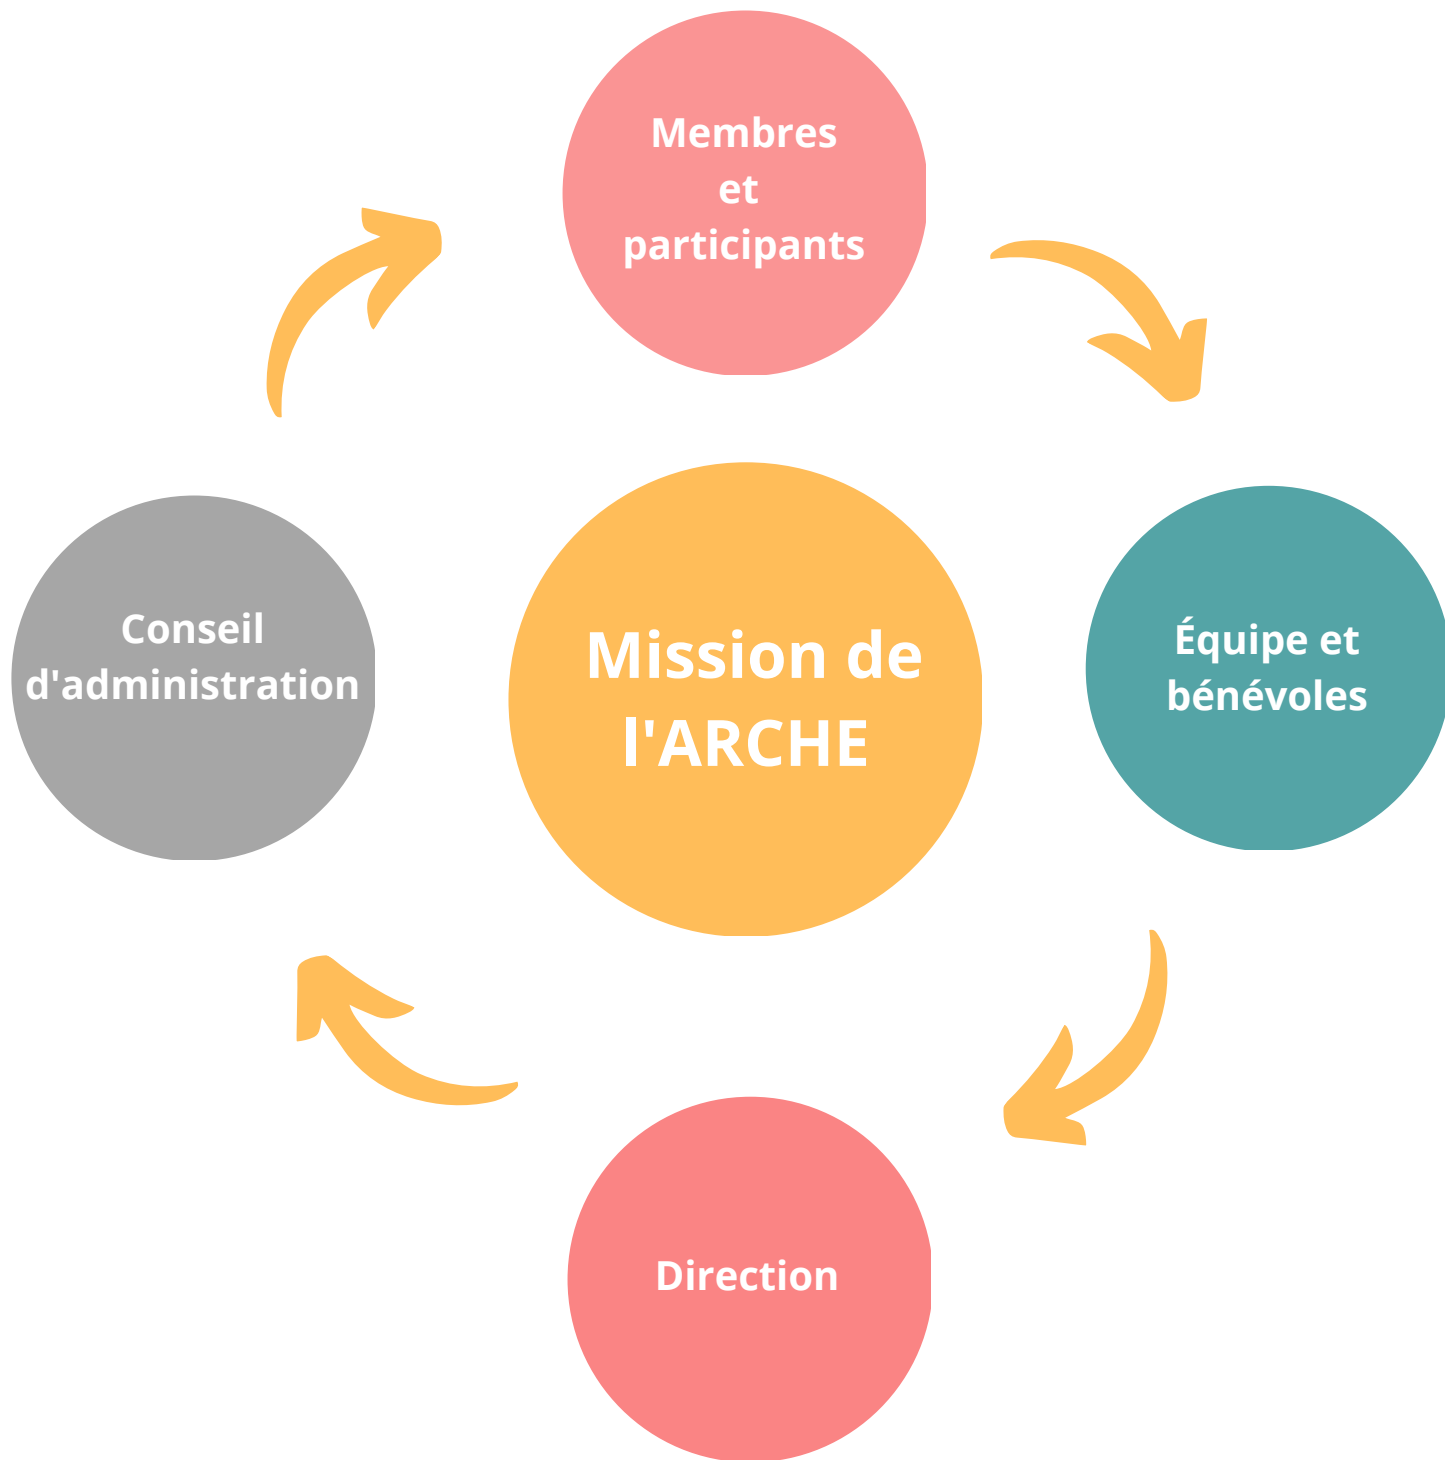 Membres
et
participants
Conseil
d'administration
Mission de
l'ARCHE
Équipe et
bénévoles
Direction